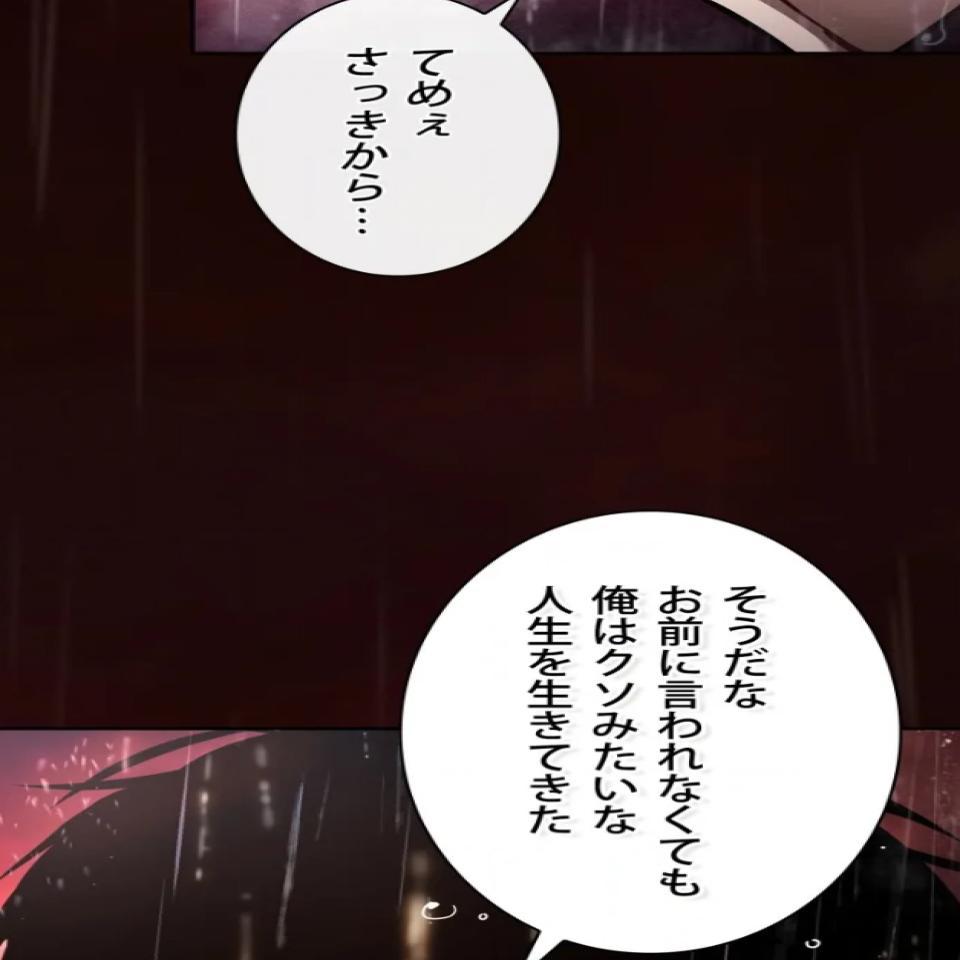 てめぇ
さっきから…
そうだな
お前に言われなくても
俺はクソみたいな
人生を生きてきた